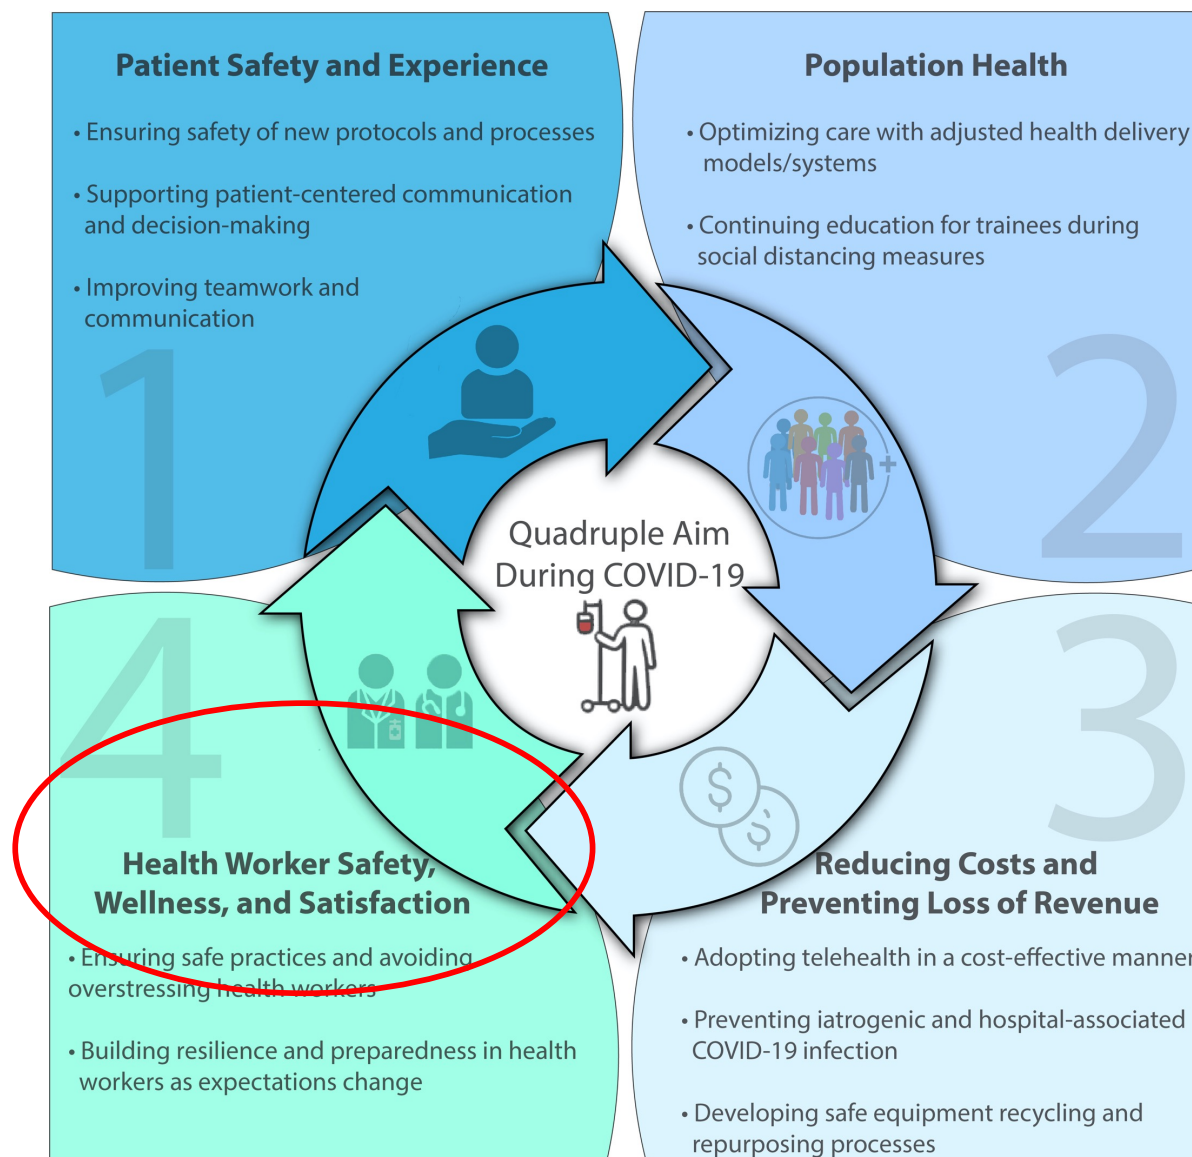 Patient Safety and Experience
• Ensuring safety of new protocols and processes
• Supporting patient-centered communication
and decision-making
• Improving teamwork and
communication
1
Population Health
• Optimizing care with adjusted health delivery
models/systems
• Continuing education for trainees during
social distancing measures
2
+
Quadruple Aim
During COVID-19
4
Health Worker Safety,
Wellness, and Satisfaction
• Ensuring safe practices and avoiding
overstressing health workers
• Building resilience and preparedness in health
workers as expectations change
3
$
$
Reducing Costs and
Preventing Loss of Revenue
• Adopting telehealth in a cost-effective manner
• Preventing iatrogenic and hospital-associated
COVID-19 infection
• Developing safe equipment recycling and
repurposing processes